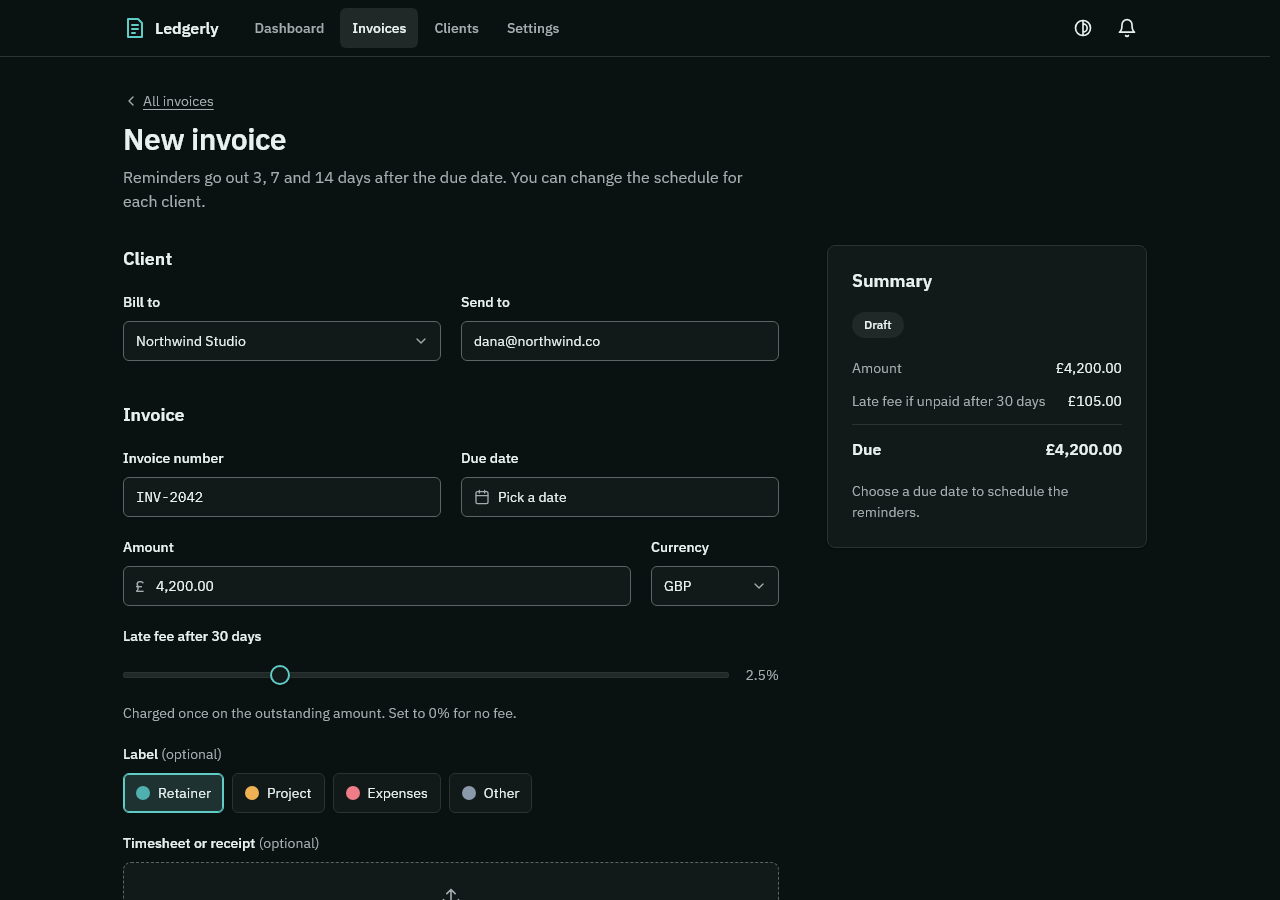 Ledgerly
Dashboard
Invoices
Clients
Settings
All invoices
New invoice
Reminders go out 3, 7 and 14 days after the due date. You can change the schedule for
each client.
Client
Bill to
Send to
Northwind Studio
dana@northwind.co
Invoice
Invoice number
Due date
INV-2042
Pick a date
Amount
Currency
£ 4,200.00
GBP
Late fee after 30 days
2.5%
Charged once on the outstanding amount. Set to 0% for no fee.
Label (optional)
Retainer
Project
Expenses
Other
Timesheet or receipt (optional)
Summary
Draft
Amount £4,200.00
Late fee if unpaid after 30 days £105.00
Due £4,200.00
Choose a due date to schedule the
reminders.